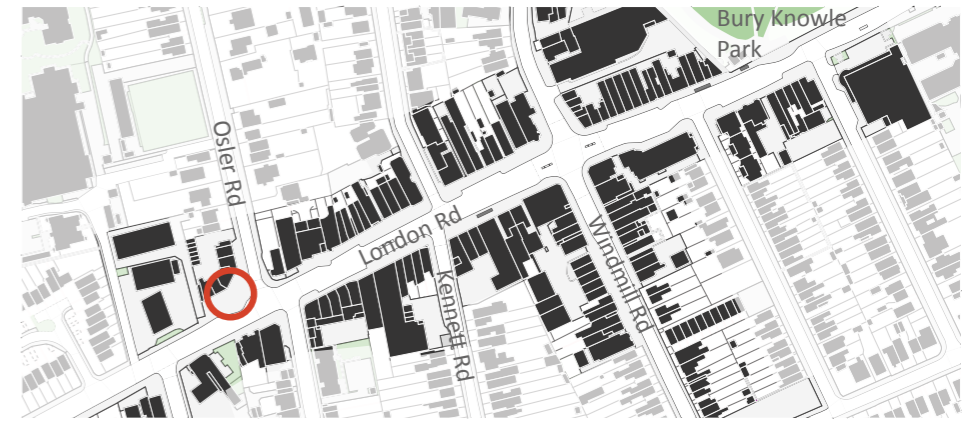 Bury Knowle
Park
Osler Rd
London Rd
Windmill Rd
Kennett Rd